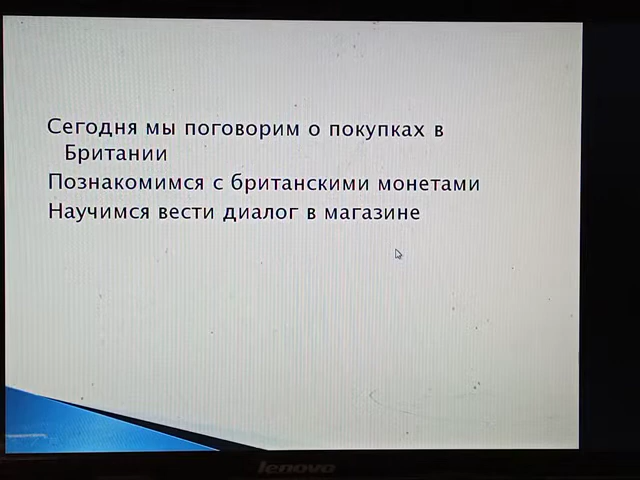 Сегодня мы поговорим о покупках в
Британии
Познакомимся с британскими монетами
Научимся вести диалог в магазине
lenovo